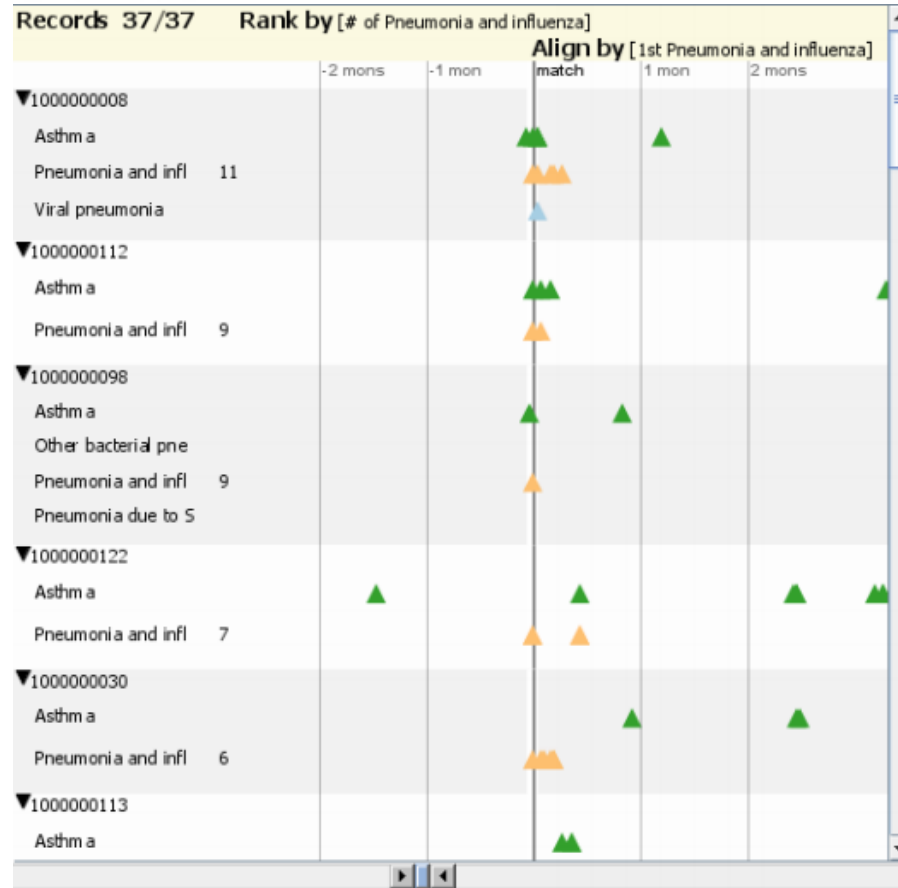 Records 37/37 Rank by [# of Pneumonia and influenza]
Align by [1st Pneumonia and influenza]
-2 mons -1 mon match 1 mon 2 mons
1000000008
Asthma
Pneumonia and infl 11
Viral pneumonia
1000000112
Asthma
Pneumonia and infl 9
1000000098
Asthma
Other bacterial pne
Pneumonia and infl 9
Pneumonia due to S
1000000122
Asthma
Pneumonia and infl 7
1000000030
Asthma
Pneumonia and infl 6
1000000113
Asthma